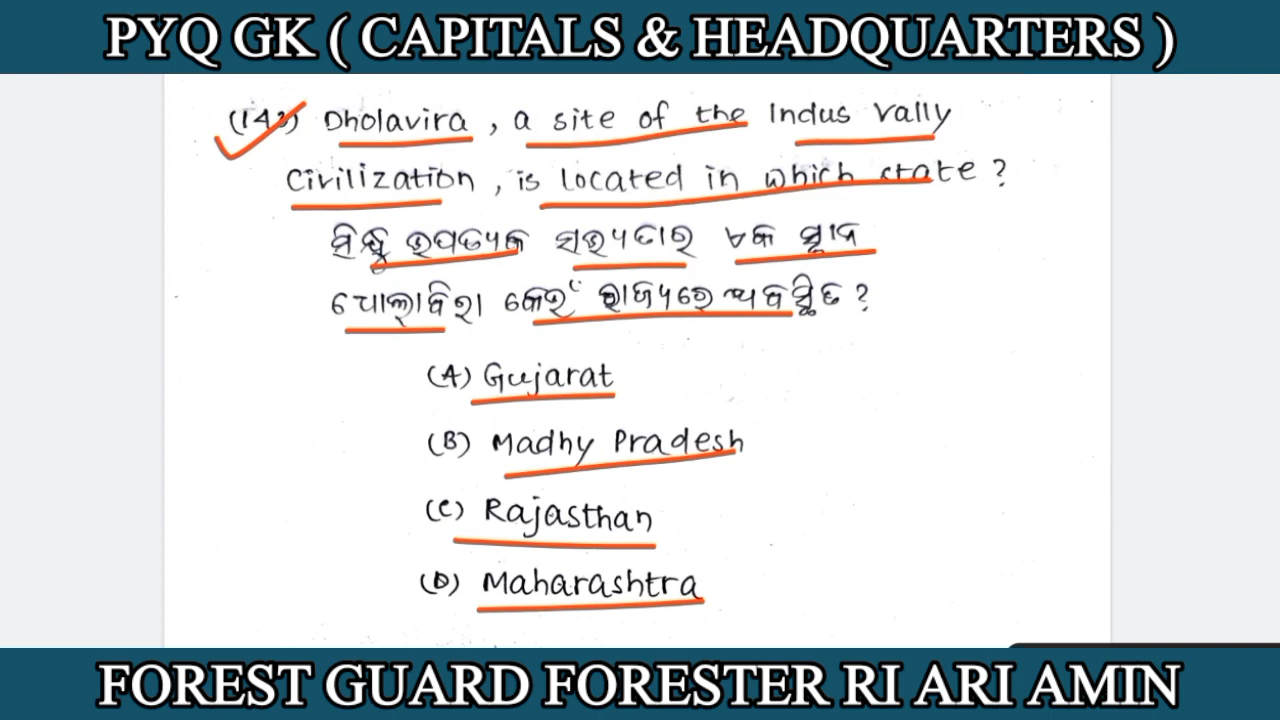 PYQ GK ( CAPITALS & HEADQUARTERS )
Dholavira , a site of the Indus Vally
Civilization , is located in which state ?
ସିନ୍ଧୁ ଉପତ୍ୟକା ସଭ୍ୟତାର ଏକ ସ୍ଥାନ
ଧୋଲାବିରା କେଉଁ ରାଜ୍ୟରେ ଅବସ୍ଥିତ ?
(A) Gujarat
(B) Madhy Pradesh
(C) Rajasthan
(D) Maharashtra
FOREST GUARD FORESTER RI ARI AMIN